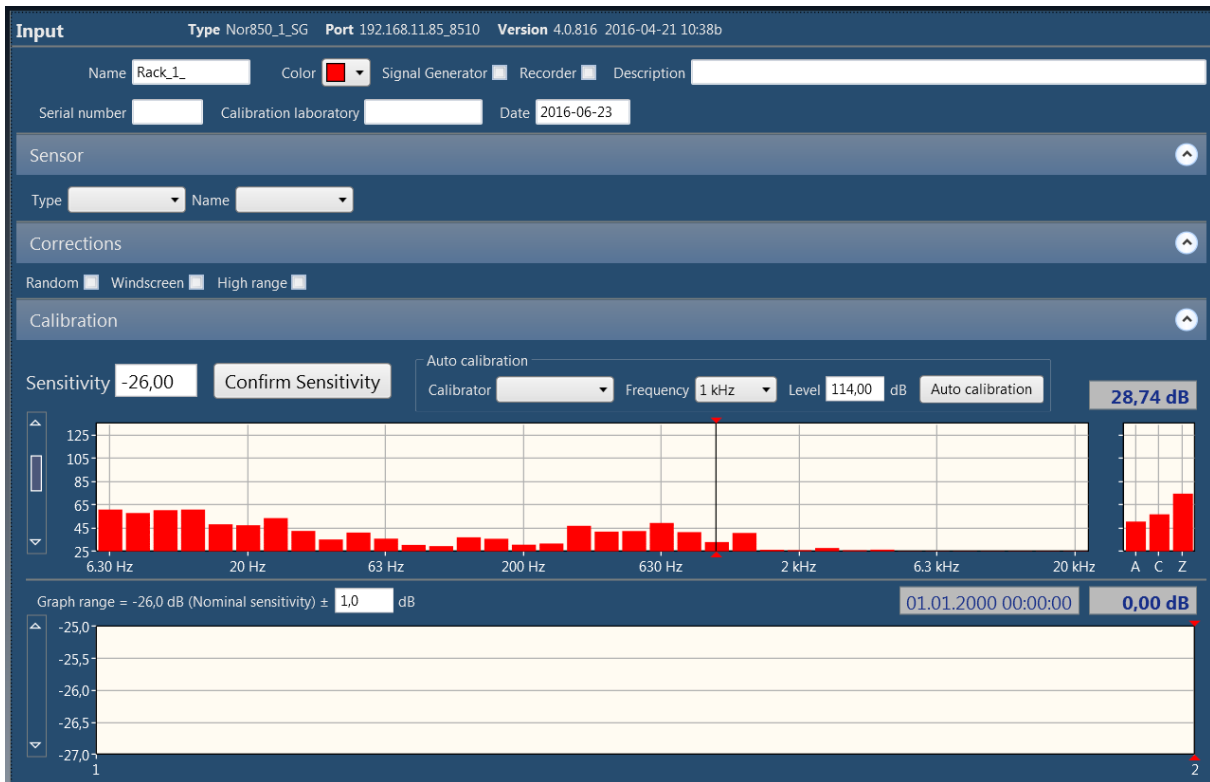 Input Type Nor850_1_SG Port 192.168.11.85_8510 Version 4.0.816 2016-04-21 10:38b
Name Rack_1_ Color Signal Generator Recorder Description
Serial number Calibration laboratory Date 2016-06-23
Sensor
Type Name
Corrections
Random Windscreen High range
Calibration
Auto calibration
Sensitivity -26,00 Confirm Sensitivity Calibrator Frequency 1 kHz Level 114,00 dB Auto calibration
28,74 dB
125
105
85
65
45
25
6.30 Hz 20 Hz 63 Hz 200 Hz 630 Hz 2 kHz 6.3 kHz 20 kHz A C Z
Graph range = -26,0 dB (Nominal sensitivity) ± 1,0 dB 01.01.2000 00:00:00 0,00 dB
-25,0
-25,5
-26,0
-26,5
-27,0
1 2